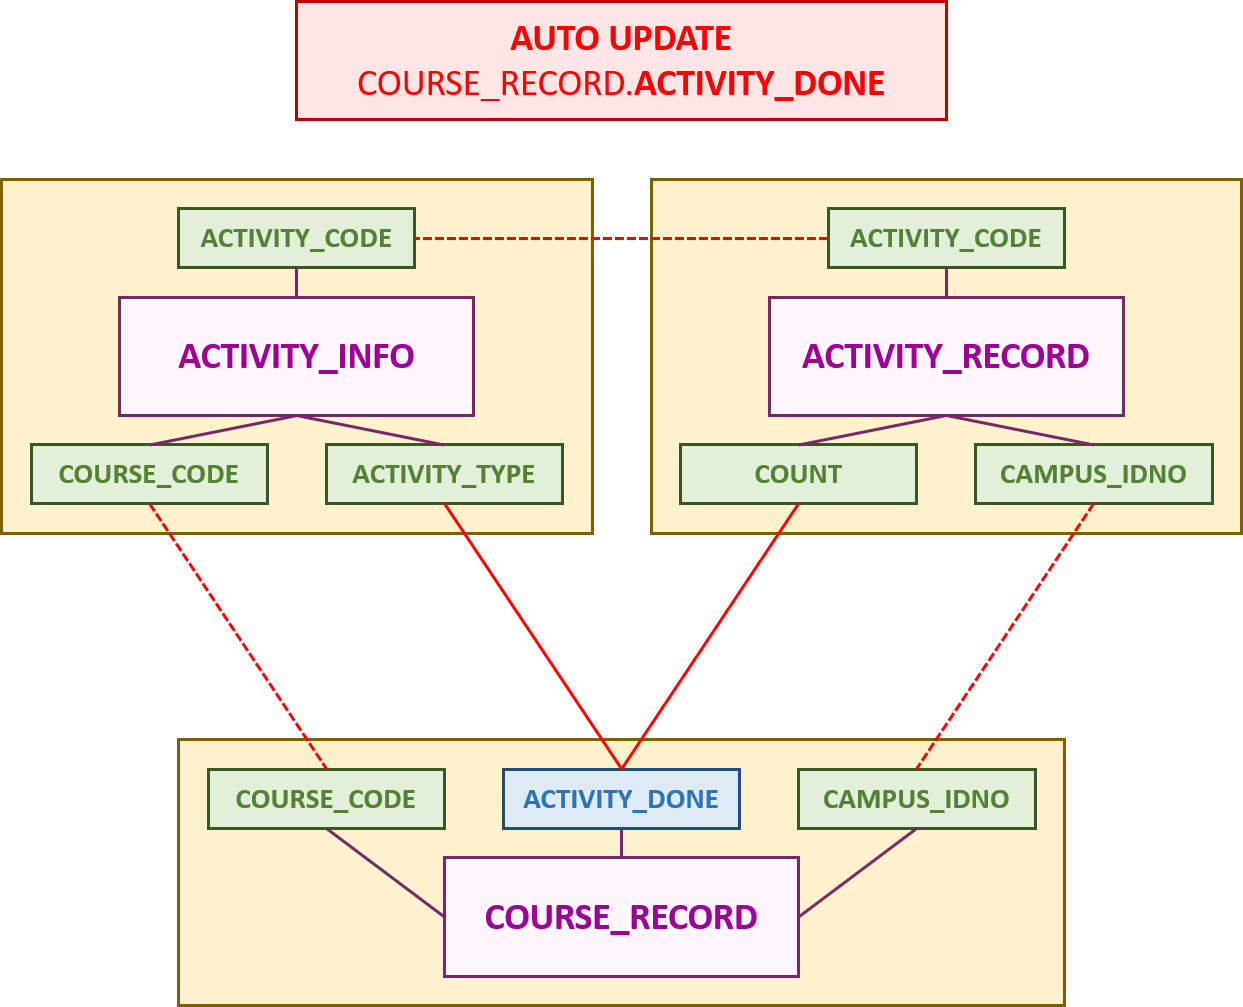 AUTO UPDATE
COURSE_RECORD.ACTIVITY_DONE
ACTIVITY_CODE
ACTIVITY_INFO
COURSE_CODE
ACTIVITY_TYPE
ACTIVITY_CODE
ACTIVITY_RECORD
COUNT
CAMPUS_IDNO
COURSE_CODE
ACTIVITY_DONE
CAMPUS_IDNO
COURSE_RECORD